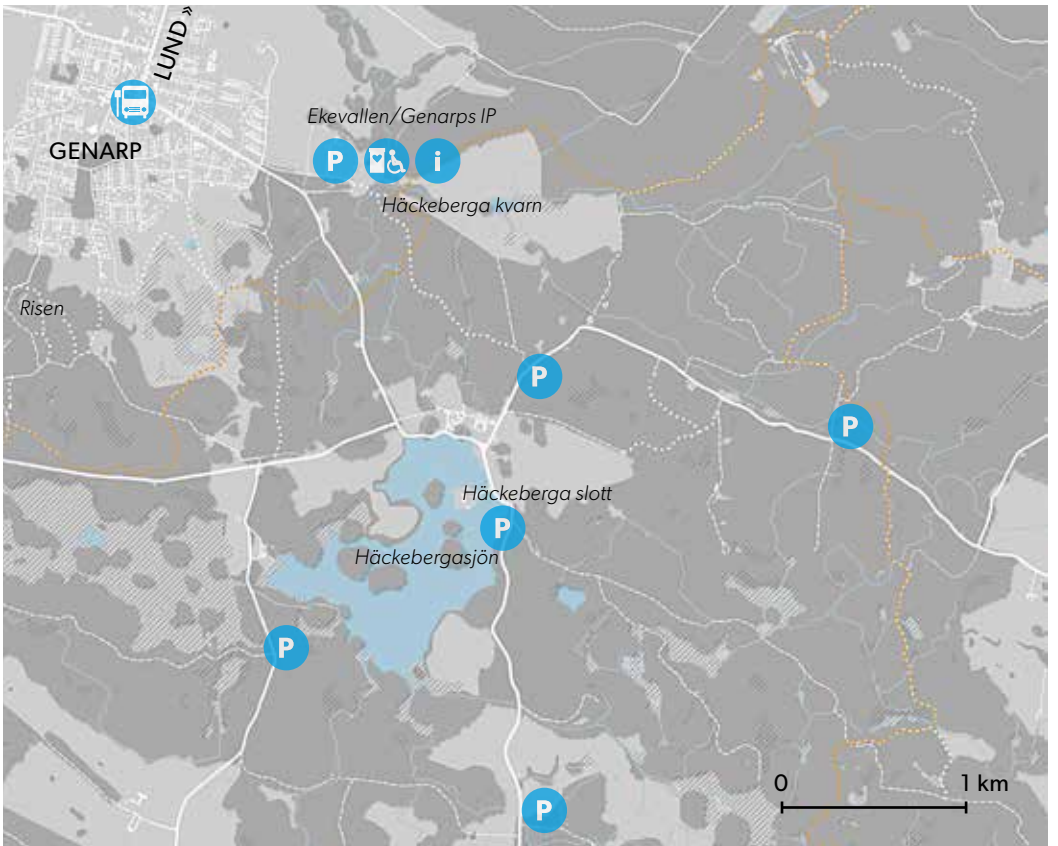 LUND »
GENARP
Ekevallen/Genarps IP
P
i
Häckeberga kvarn
Risen
P
P
Häckeberga slott
P
Häckebergasjön
P
0 1 km
P